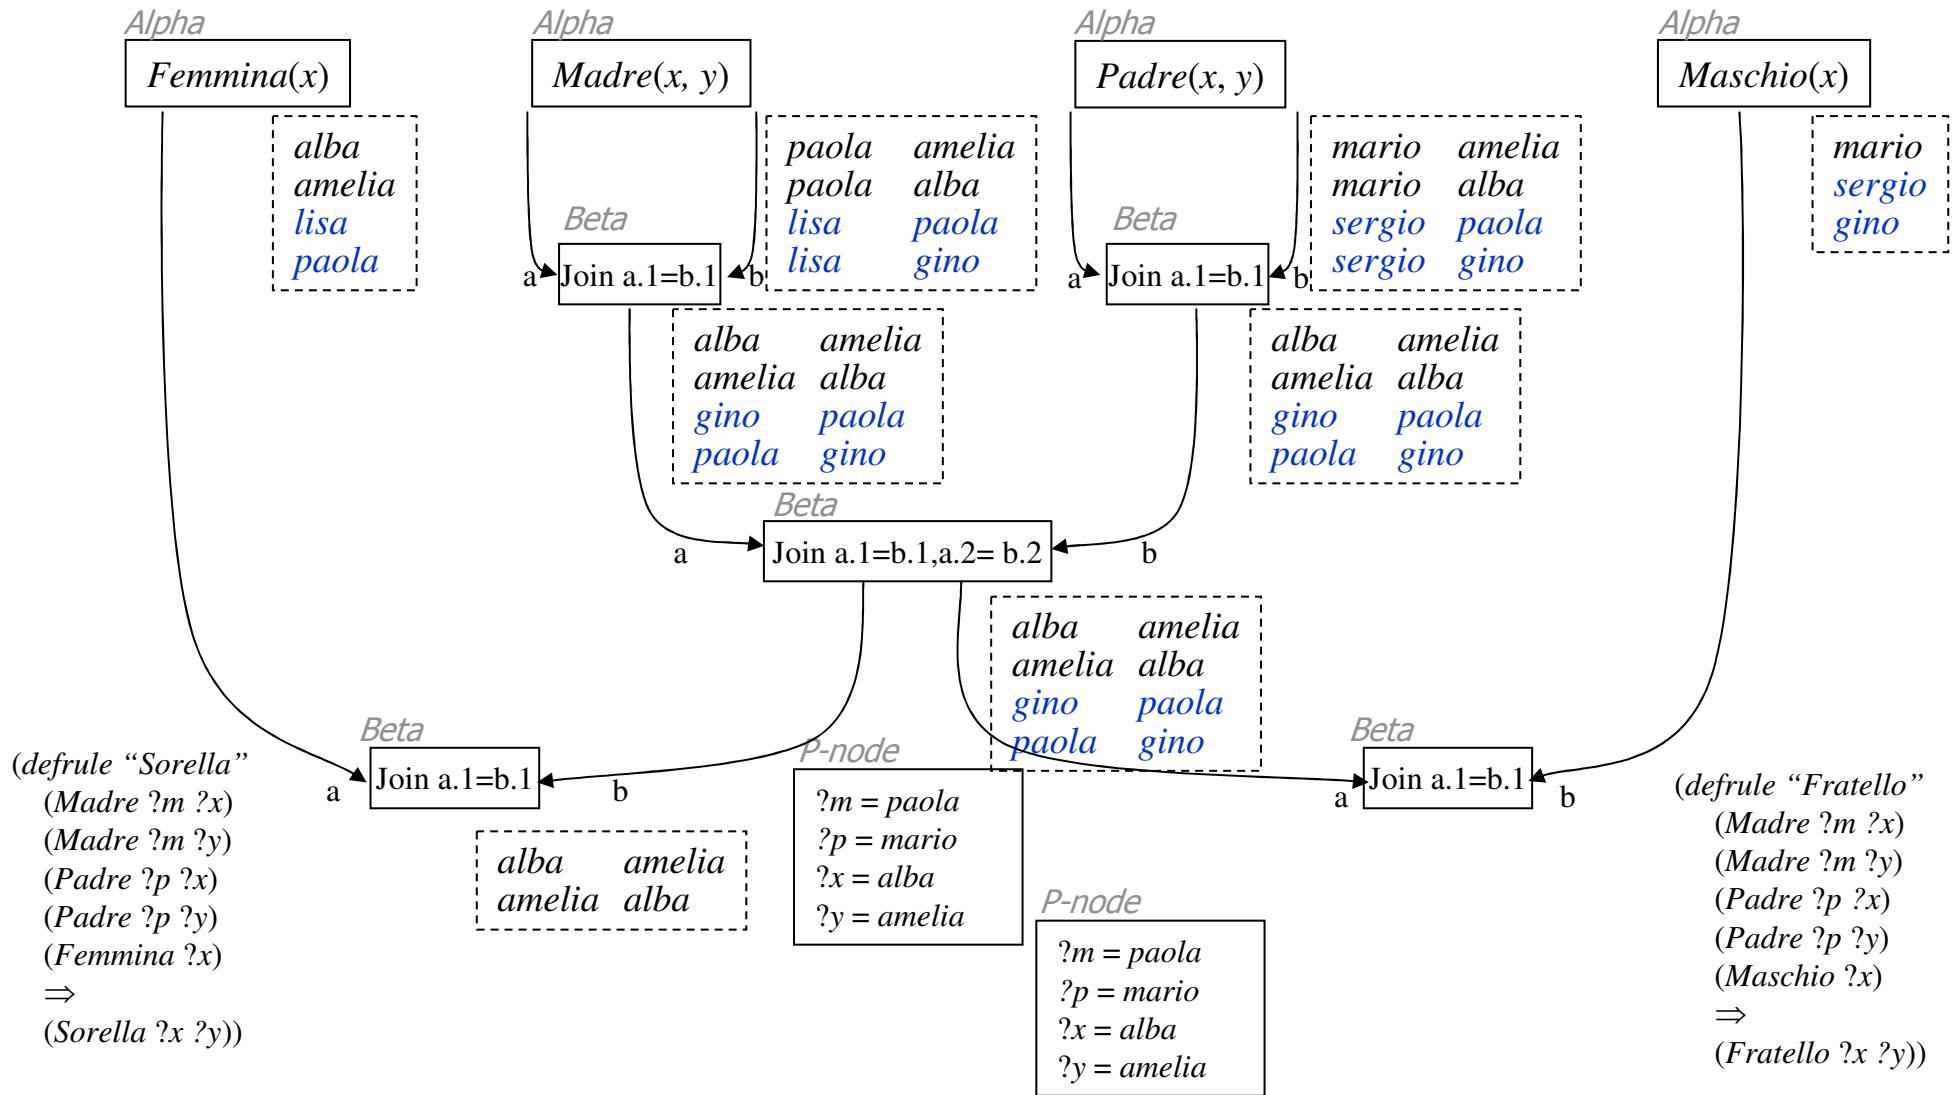 Alpha
Femmina(x)
alba
amelia
lisa
paola
Alpha
Madre(x, y)
paola amelia
paola alba
lisa paola
lisa gino
Beta
a
Join a.1=b.1
b
alba amelia
amelia alba
gino paola
paola gino
Alpha
Padre(x, y)
mario amelia
mario alba
sergio paola
sergio gino
Beta
a
Join a.1=b.1
b
alba amelia
amelia alba
gino paola
paola gino
Alpha
Maschio(x)
mario
sergio
gino
Beta
a
Join a.1=b.1,a.2= b.2
b
alba amelia
amelia alba
gino paola
paola gino
(defrule “Sorella”
(Madre ?m ?x)
(Madre ?m ?y)
(Padre ?p ?x)
(Padre ?p ?y)
(Femmina ?x)
⇒
(Sorella ?x ?y))
Beta
a
Join a.1=b.1
b
alba amelia
amelia alba
P-node
?m = paola
?p = mario
?x = alba
?y = amelia
P-node
?m = paola
?p = mario
?x = alba
?y = amelia
Beta
a
Join a.1=b.1
b
(defrule “Fratello”
(Madre ?m ?x)
(Madre ?m ?y)
(Padre ?p ?x)
(Padre ?p ?y)
(Maschio ?x)
⇒
(Fratello ?x ?y))